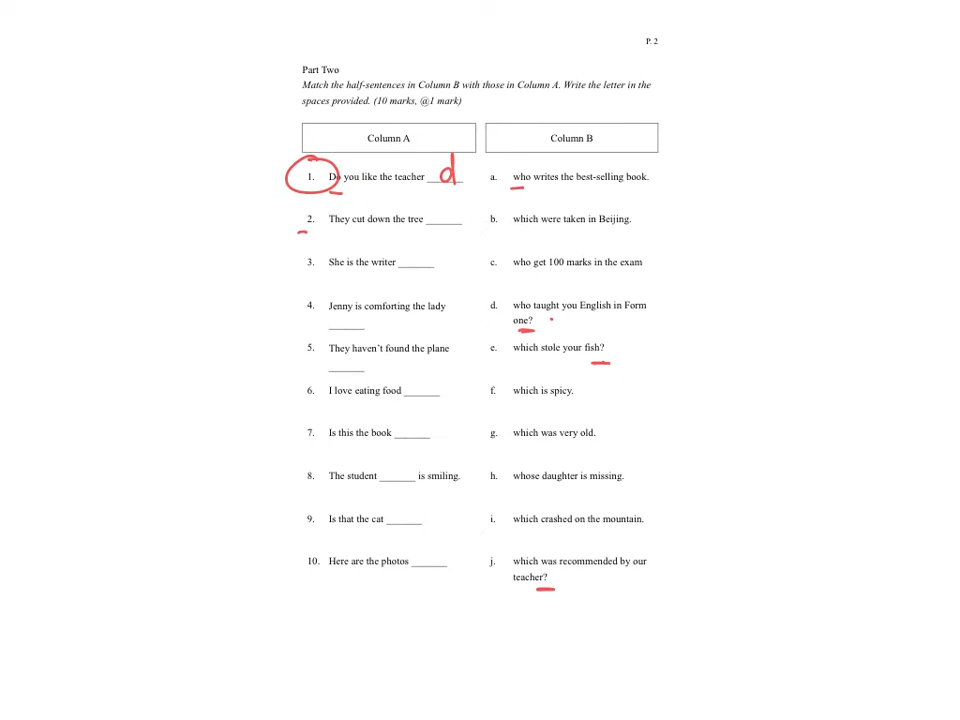 P. 2
Part Two
Match the half-sentences in Column B with those in Column A. Write the letter in the
spaces provided. (10 marks, @1 mark)
Column A
Column B
1. Do you like the teacher _______ d
a. who writes the best-selling book.
2. They cut down the tree _______
b. which were taken in Beijing.
3. She is the writer _______
c. who get 100 marks in the exam
4. Jenny is comforting the lady
_______
d. who taught you English in Form
one?
5. They haven't found the plane
_______
e. which stole your fish?
6. I love eating food _______
f. which is spicy.
7. Is this the book _______
g. which was very old.
8. The student _______ is smiling.
h. whose daughter is missing.
9. Is that the cat _______
i. which crashed on the mountain.
10. Here are the photos _______
j. which was recommended by our
teacher?